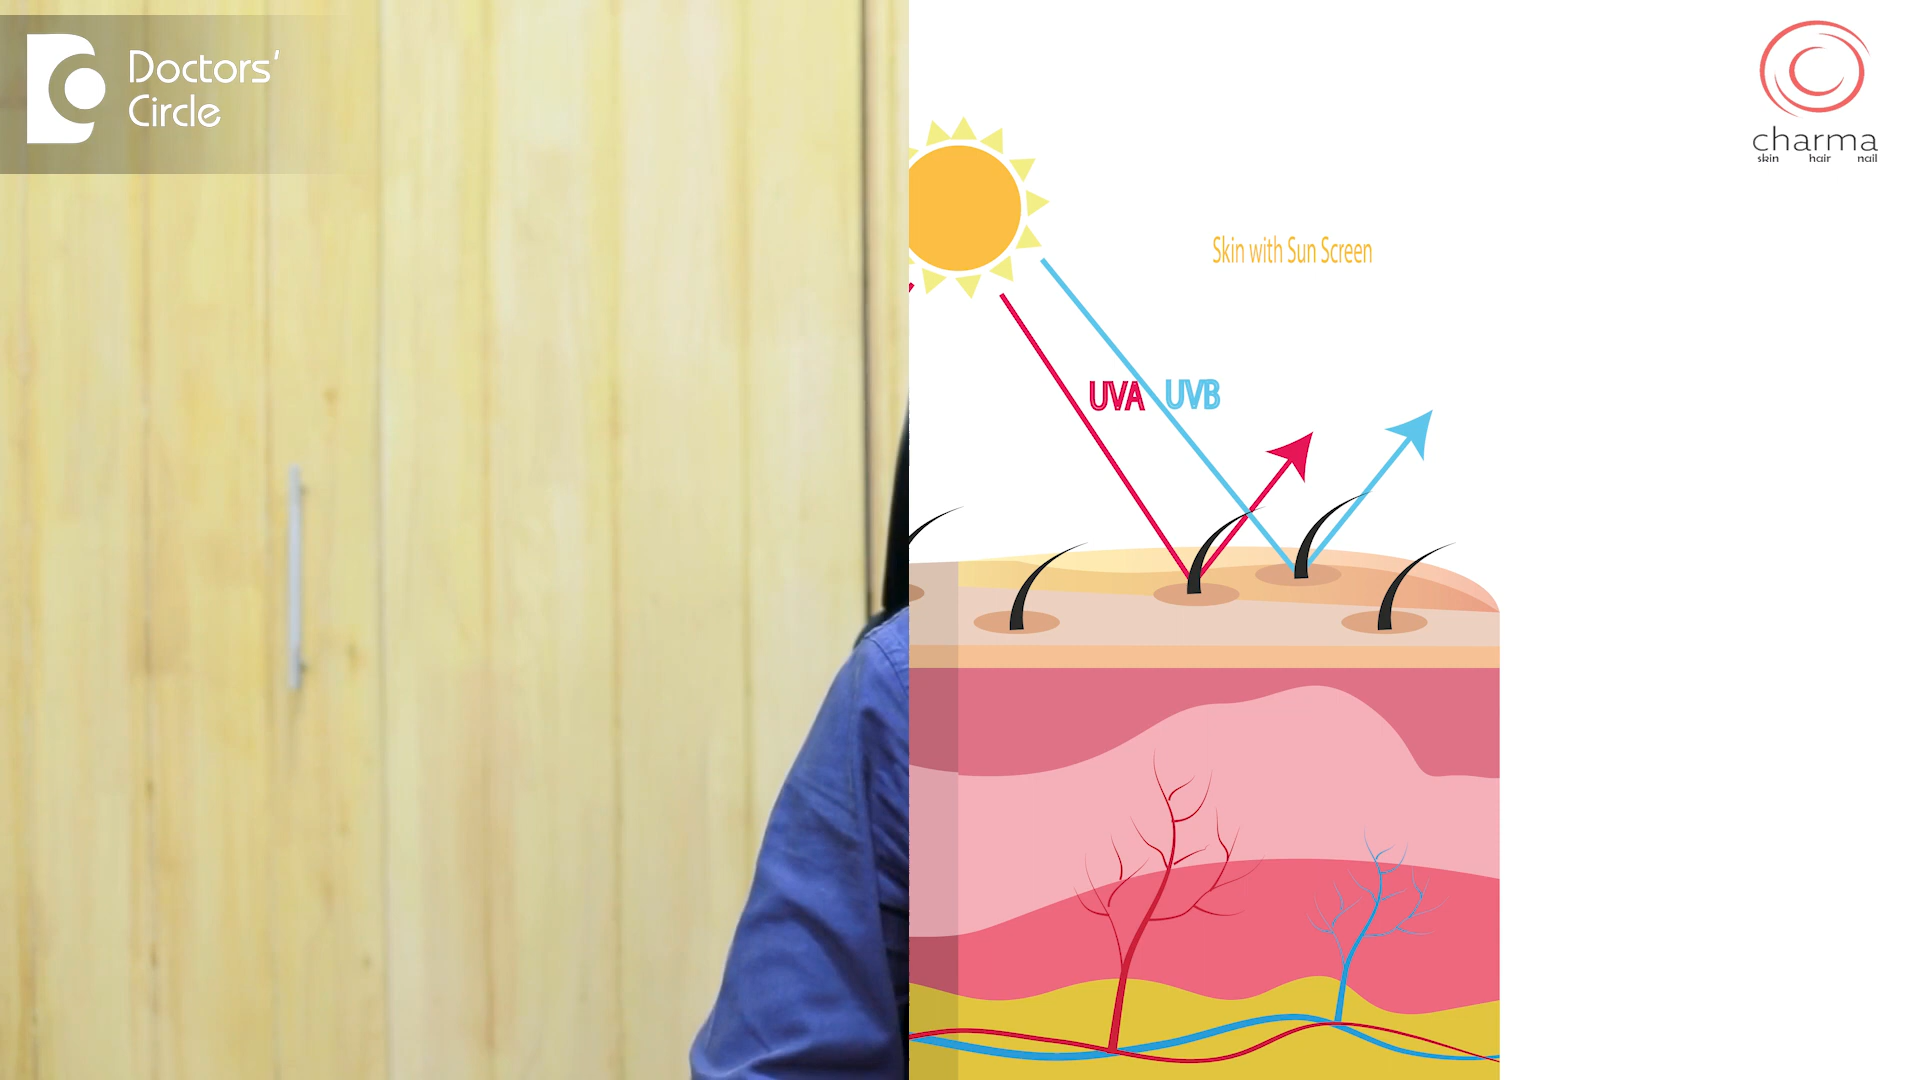 Doctors'
Circle
charma
skin hair nail
Skin with Sun Screen
UVA UVB